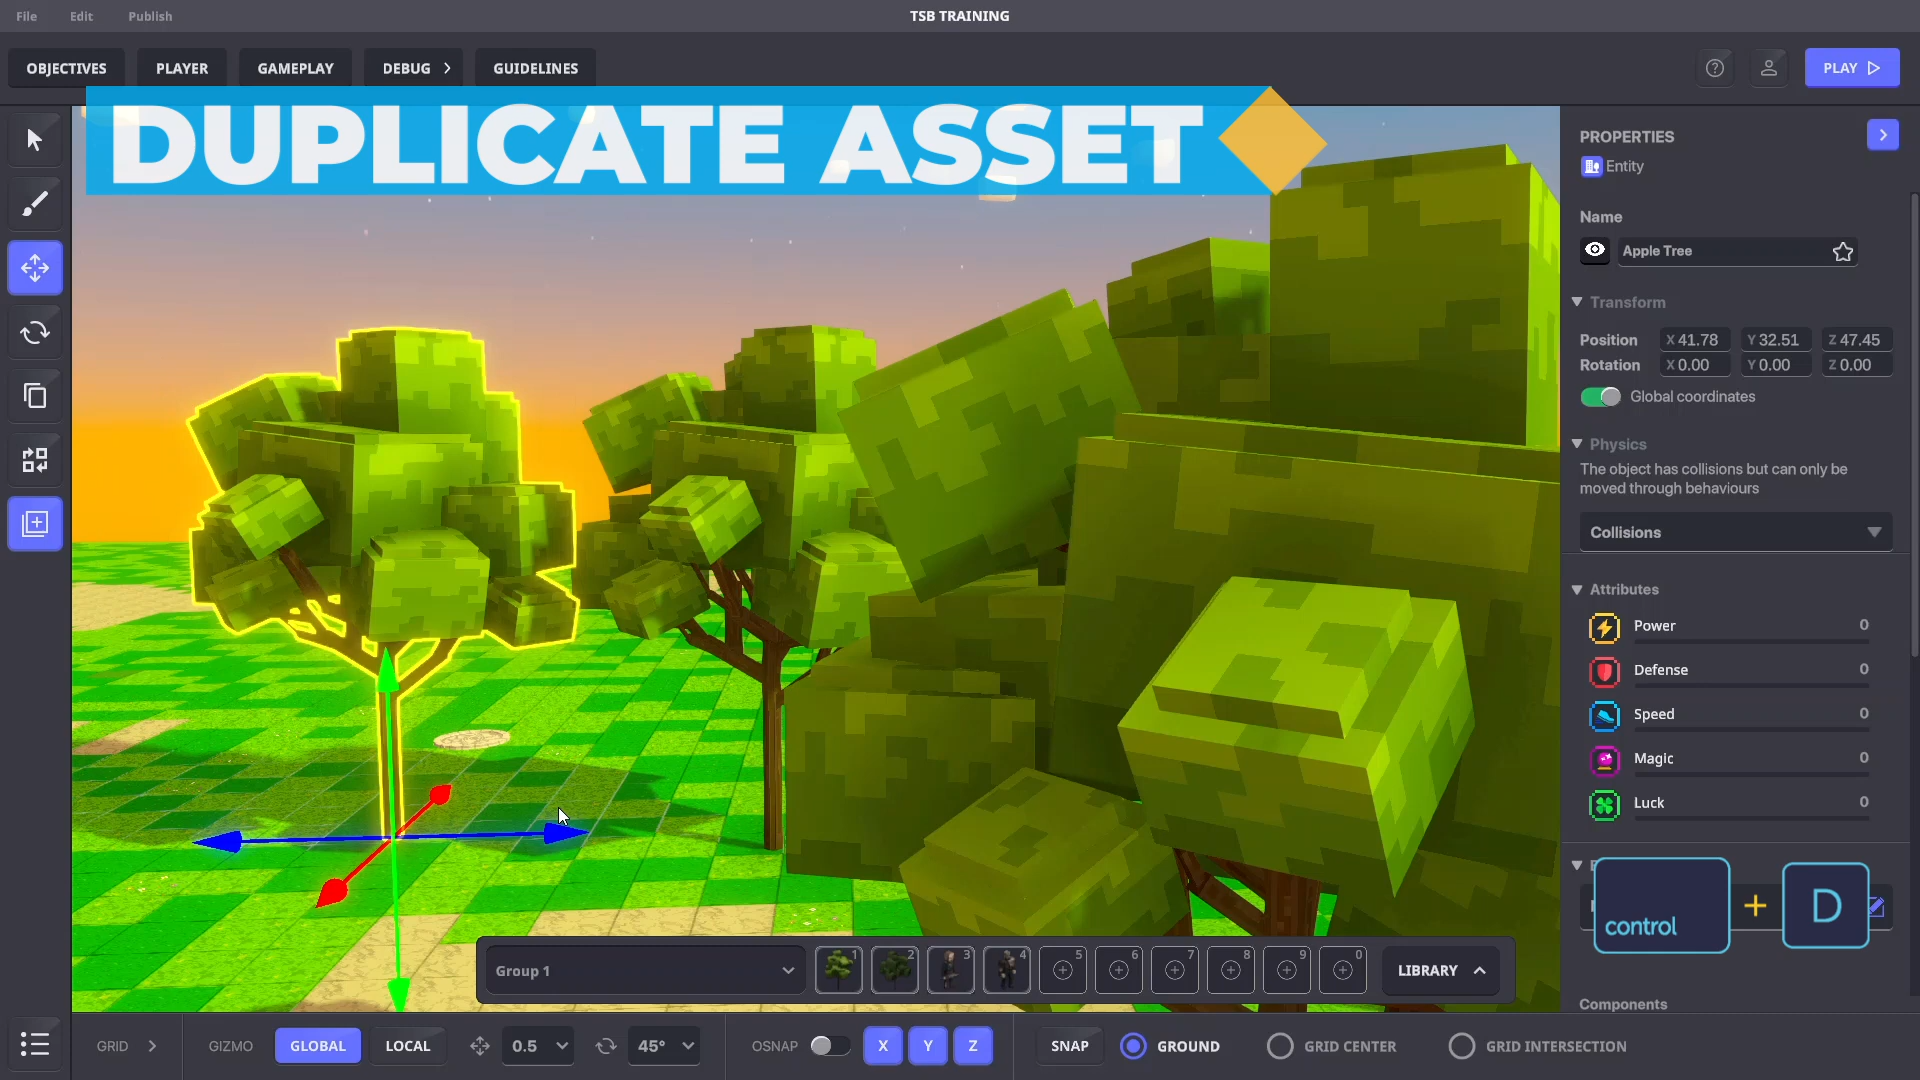 File Edit Publish TSB TRAINING
OBJECTIVES PLAYER GAMEPLAY DEBUG GUIDELINES PLAY
DUPLICATE ASSET
PROPERTIES
Entity
Name
Apple Tree
Transform
Position X 41.78 Y 32.51 Z 47.45
Rotation X 0.00 Y 0.00 Z 0.00
Global coordinates
Physics
The object has collisions but can only be
moved through behaviours
Collisions
Attributes
Power 0
Defense 0
Speed 0
Magic 0
Luck 0
control + D
Components
Group 1 1 2 3 4 5 6 7 8 9 0 LIBRARY
GRID GIZMO GLOBAL LOCAL 0.5 45° OSNAP X Y Z SNAP GROUND GRID CENTER GRID INTERSECTION